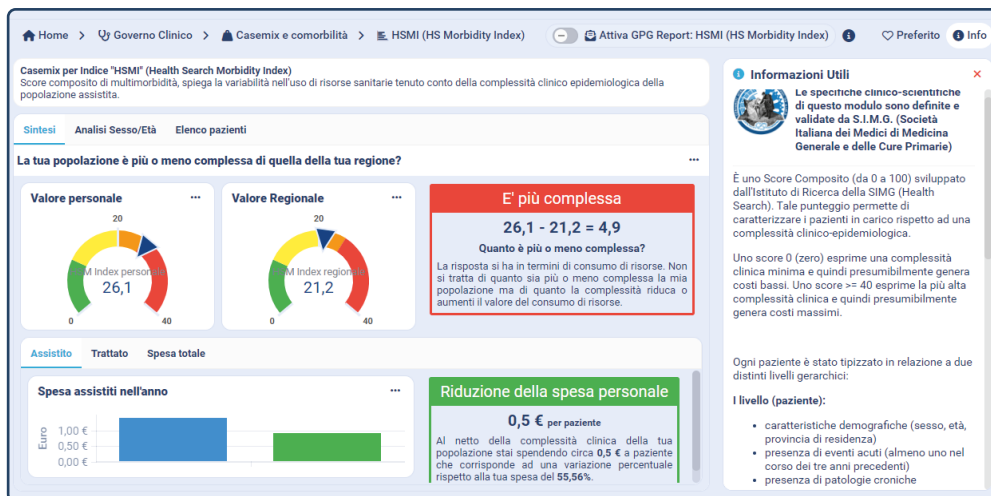 Home > Governo Clinico > Casemix e comorbilità > HSMI (HS Morbidity Index)
Attiva GPG Report: HSMI (HS Morbidity Index)
Preferito
Info
Casemix per Indice "HSMI" (Health Search Morbidity Index)
Score composito di multimorbidità, spiega la variabilità nell'uso di risorse sanitarie tenuto conto della complessità clinico epidemiologica della
popolazione assistita.
Sintesi
Analisi Sesso/Età
Elenco pazienti
La tua popolazione è più o meno complessa di quella della tua regione?
Valore personale
20
M Index personale
26,1
0
40
Valore Regionale
20
M Index regionale
21,2
0
40
E' più complessa
26,1 - 21,2 = 4,9
Quanto è più o meno complessa?
La risposta si ha in termini di consumo di risorse. Non
si tratta di quanto sia più o meno complessa la mia
popolazione ma di quanto la complessità riduca o
aumenti il valore del consumo di risorse.
Assistito
Trattato
Spesa totale
Spesa assistiti nell'anno
Euro
1,00 €
0,50 €
0,00 €
Riduzione della spesa personale
0,5 € per paziente
Al netto della complessità clinica della tua
popolazione stai spendendo circa 0,5 € a paziente
che corrisponde ad una variazione percentuale
rispetto alla tua spesa del 55,56%.
Informazioni Utili
Le specifiche clinico-scientifiche
di questo modulo sono definite e
validate da S.I.M.G. (Società
Italiana dei Medici di Medicina
Generale e delle Cure Primarie)
È uno Score Composito (da 0 a 100) sviluppato
dall'Istituto di Ricerca della SIMG (Health
Search). Tale punteggio permette di
caratterizzare i pazienti in carico rispetto ad una
complessità clinico-epidemiologica.
Uno score 0 (zero) esprime una complessità
clinica minima e quindi presumibilmente genera
costi bassi. Uno score >= 40 esprime la più alta
complessità clinica e quindi presumibilmente
genera costi massimi.
Ogni paziente è stato tipizzato in relazione a due
distinti livelli gerarchici:
I livello (paziente):
• caratteristiche demografiche (sesso, età,
provincia di residenza)
• presenza di eventi acuti (almeno uno nel
corso dei tre anni precedenti)
• presenza di patologie croniche